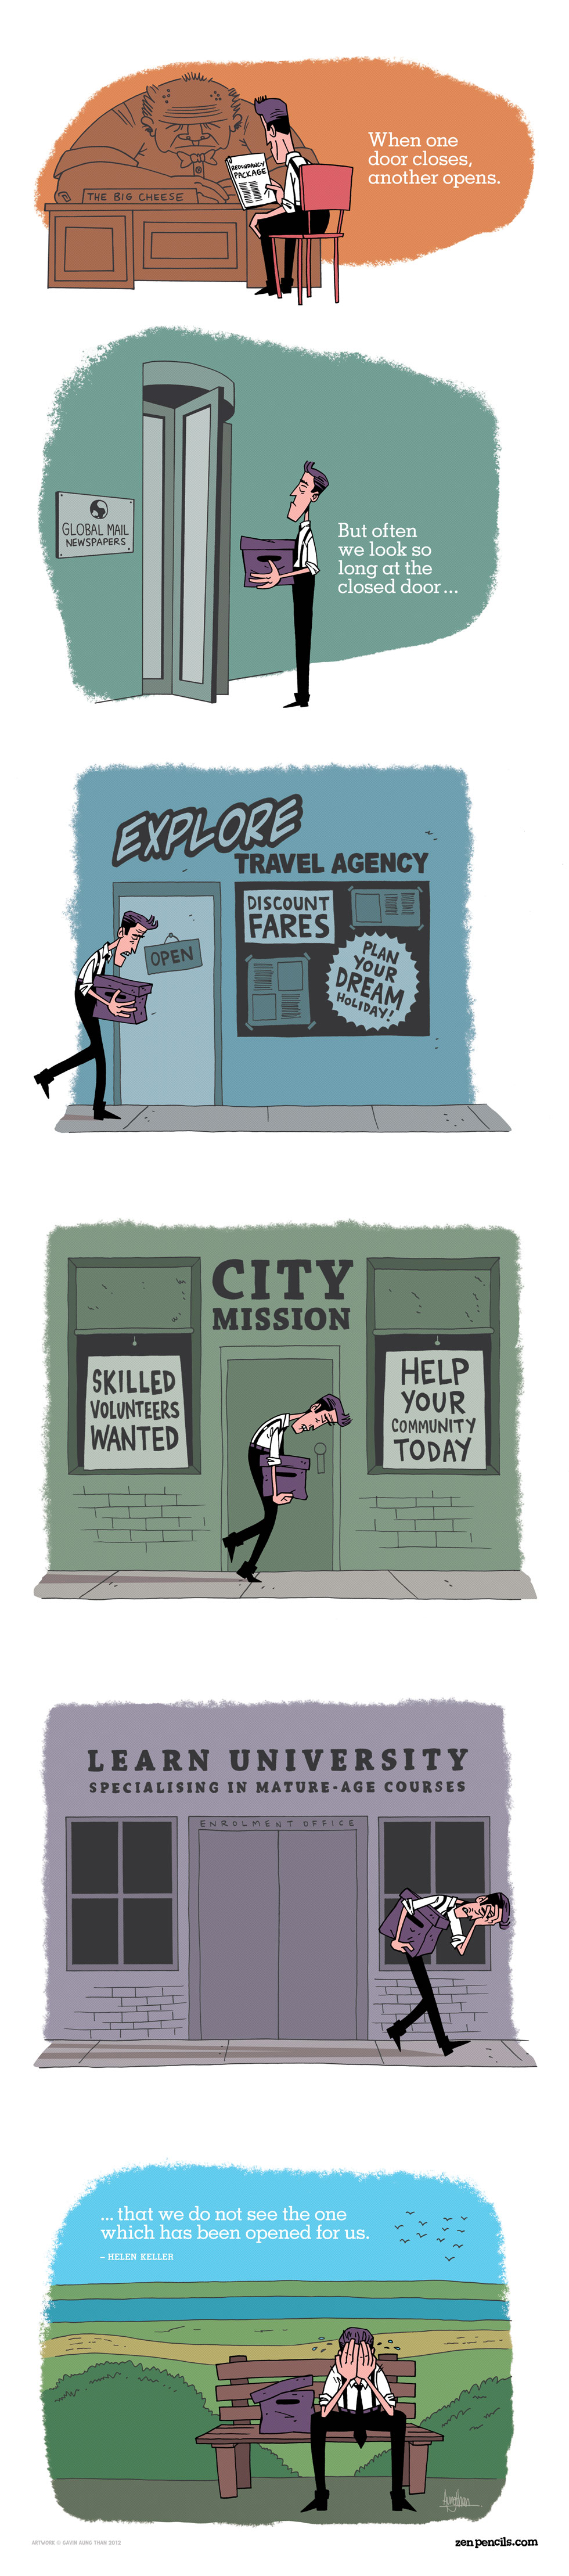 When one
door closes,
another opens.
REDUNDANCY
PACKAGE
THE BIG CHEESE
GLOBAL MAIL
NEWSPAPERS
But often
we look so
long at the
closed door...
EXPLORE
TRAVEL AGENCY
OPEN
DISCOUNT
FARES
PLAN
YOUR
DREAM
HOLIDAY!
CITY
MISSION
SKILLED
VOLUNTEERS
WANTED
HELP
YOUR
COMMUNITY
TODAY
LEARN UNIVERSITY
SPECIALISING IN MATURE-AGE COURSES
ENROLMENT OFFICE
... that we do not see the one
which has been opened for us.
– HELEN KELLER
ARTWORK © GAVIN AUNG THAN 2012
zenpencils.com